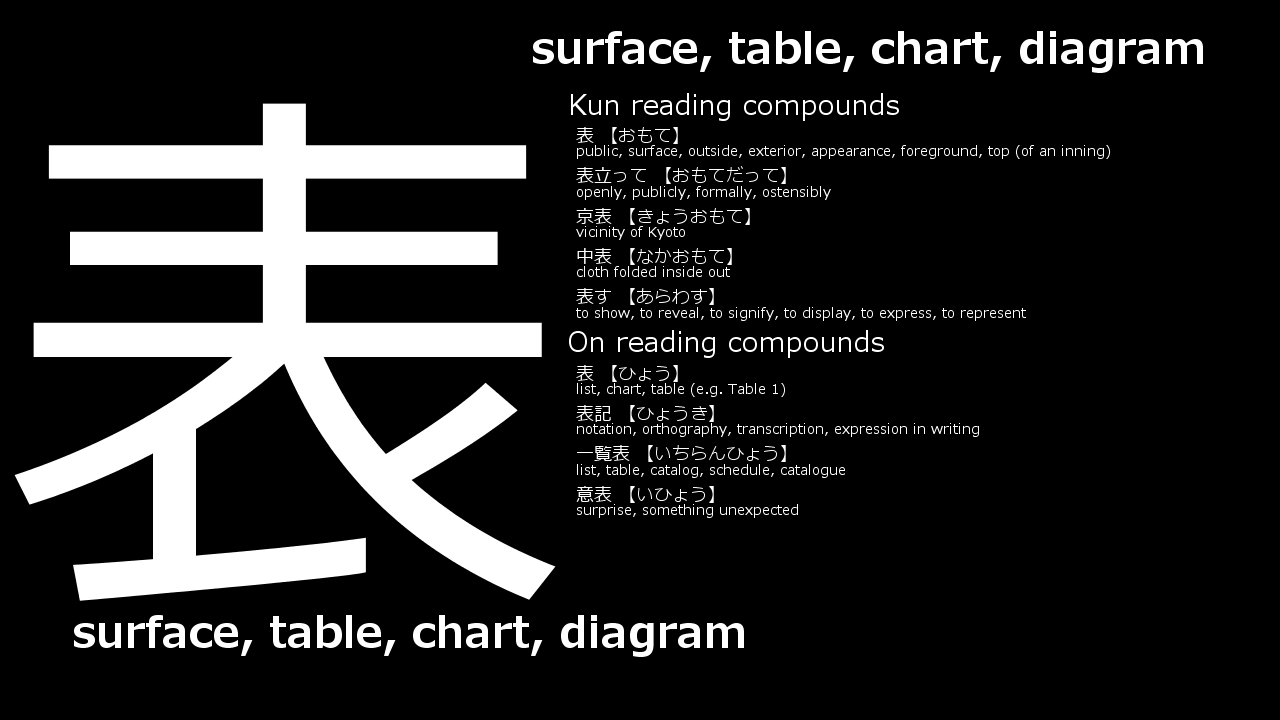 surface, table, chart, diagram
表
Kun reading compounds
表 【おもて】
public, surface, outside, exterior, appearance, foreground, top (of an inning)
表立って 【おもてだって】
openly, publicly, formally, ostensibly
京表 【きょうおもて】
vicinity of Kyoto
中表 【なかおもて】
cloth folded inside out
表す 【あらわす】
to show, to reveal, to signify, to display, to express, to represent
On reading compounds
表 【ひょう】
list, chart, table (e.g. Table 1)
表記 【ひょうき】
notation, orthography, transcription, expression in writing
一覧表 【いちらんひょう】
list, table, catalog, schedule, catalogue
意表 【いひょう】
surprise, something unexpected
surface, table, chart, diagram